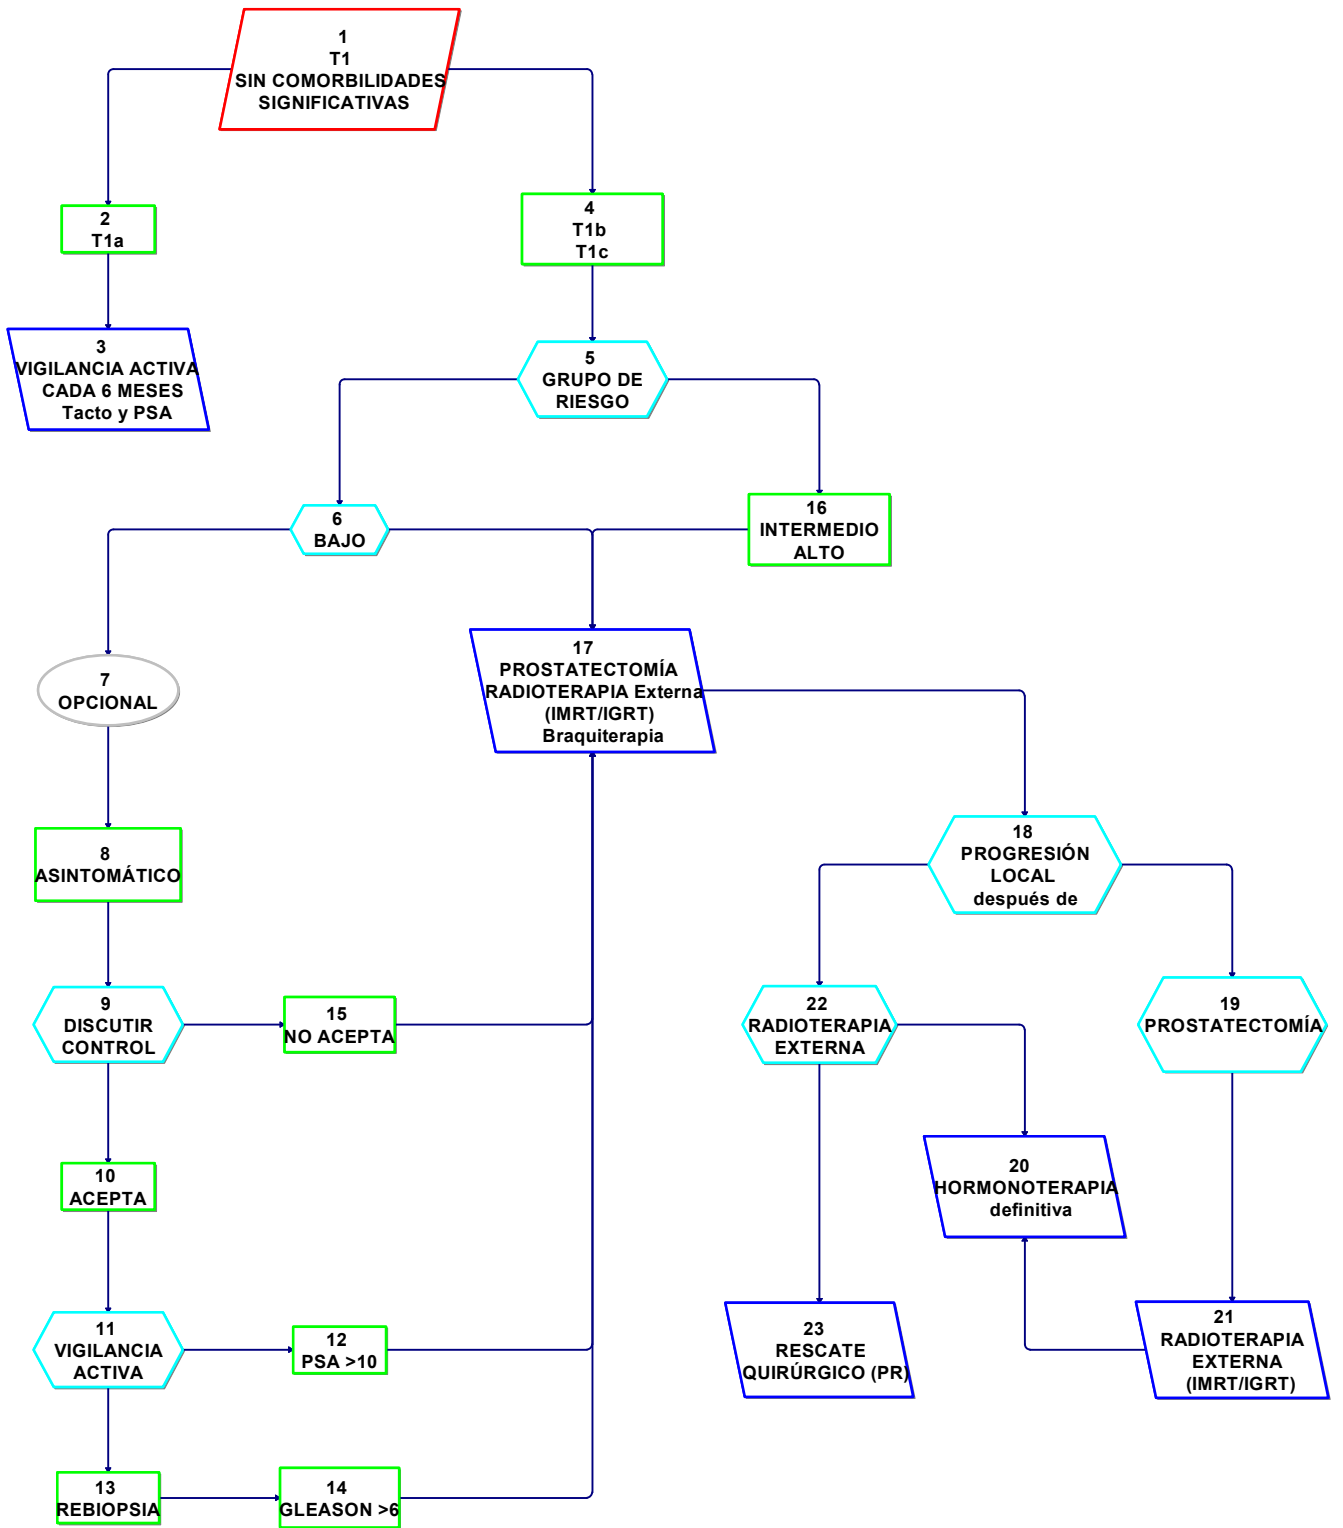 1
T1
SIN COMORBILIDADES
SIGNIFICATIVAS
2
T1a
3
VIGILANCIA ACTIVA
CADA 6 MESES
Tacto y PSA
4
T1b
T1c
5
GRUPO DE
RIESGO
6
BAJO
7
OPCIONAL
8
ASINTOMÁTICO
9
DISCUTIR
CONTROL
10
ACEPTA
11
VIGILANCIA
ACTIVA
12
PSA >10
13
REBIOPSIA
14
GLEASON >6
15
NO ACEPTA
16
INTERMEDIO
ALTO
17
PROSTATECTOMÍA
RADIOTERAPIA Externa
(IMRT/IGRT)
Braquiterapia
18
PROGRESIÓN
LOCAL
después de
19
PROSTATECTOMÍA
20
HORMONOTERAPIA
definitiva
21
RADIOTERAPIA
EXTERNA
(IMRT/IGRT)
22
RADIOTERAPIA
EXTERNA
23
RESCATE
QUIRÚRGICO (PR)